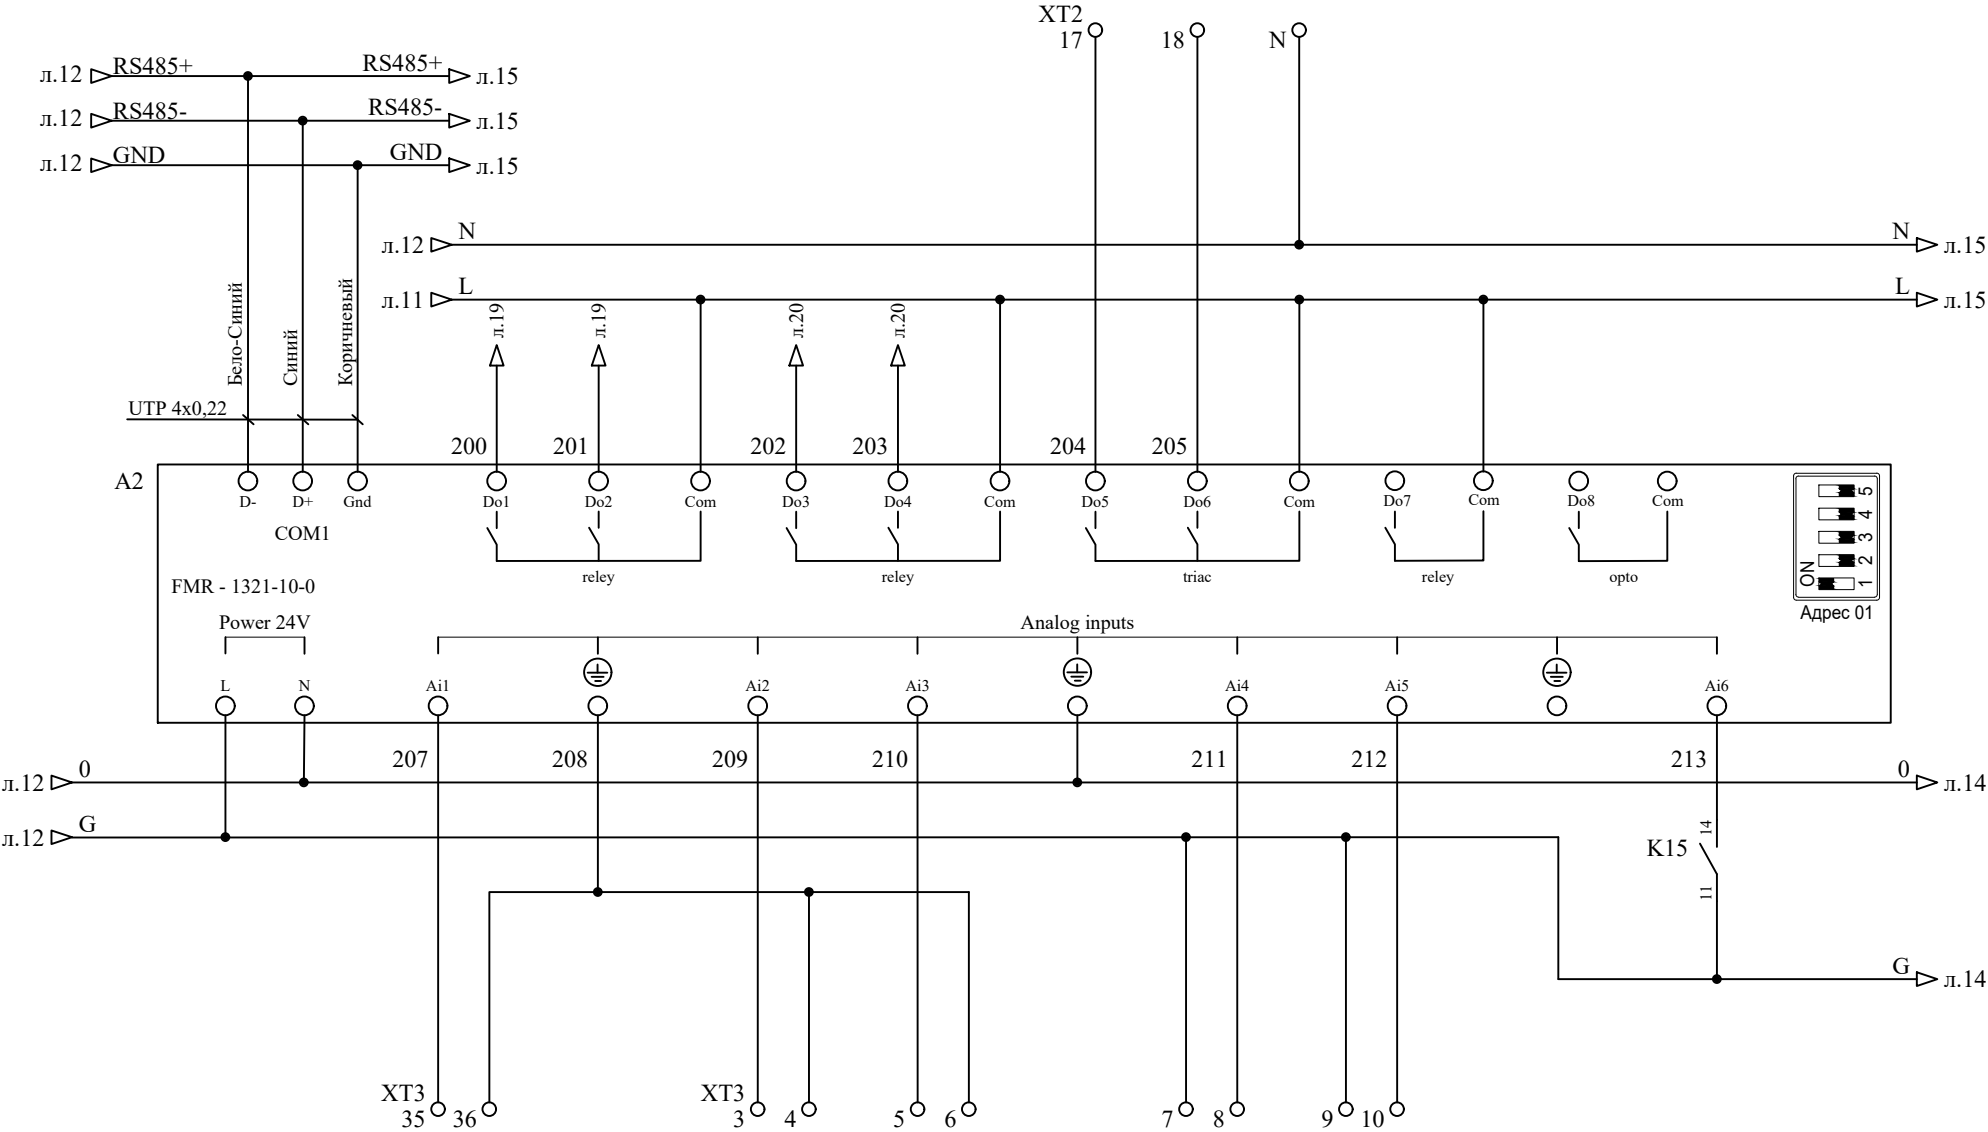 XT2
17
18
N
л.12
RS485+
RS485+
л.15
л.12
RS485-
RS485-
л.15
л.12
GND
GND
л.15
л.12
N
N
л.15
л.11
L
L
л.15
л.19
л.19
л.20
л.20
Бело-Синий
Синий
Коричневый
UTP 4x0,22
200
201
202
203
204
205
A2
D-
D+
Gnd
Do1
Do2
Com
Do3
Do4
Com
Do5
Do6
Com
Do7
Com
Do8
Com
COM1
reley
reley
triac
reley
opto
5
4
3
2
1
ON
Адрес 01
FMR - 1321-10-0
Power 24V
Analog inputs
L
N
Ai1
Ai2
Ai3
Ai4
Ai5
Ai6
207
208
209
210
211
212
213
л.12
0
0
л.14
л.12
G
14
K15
11
G
л.14
XT3
35
36
XT3
3
4
5
6
7
8
9
10